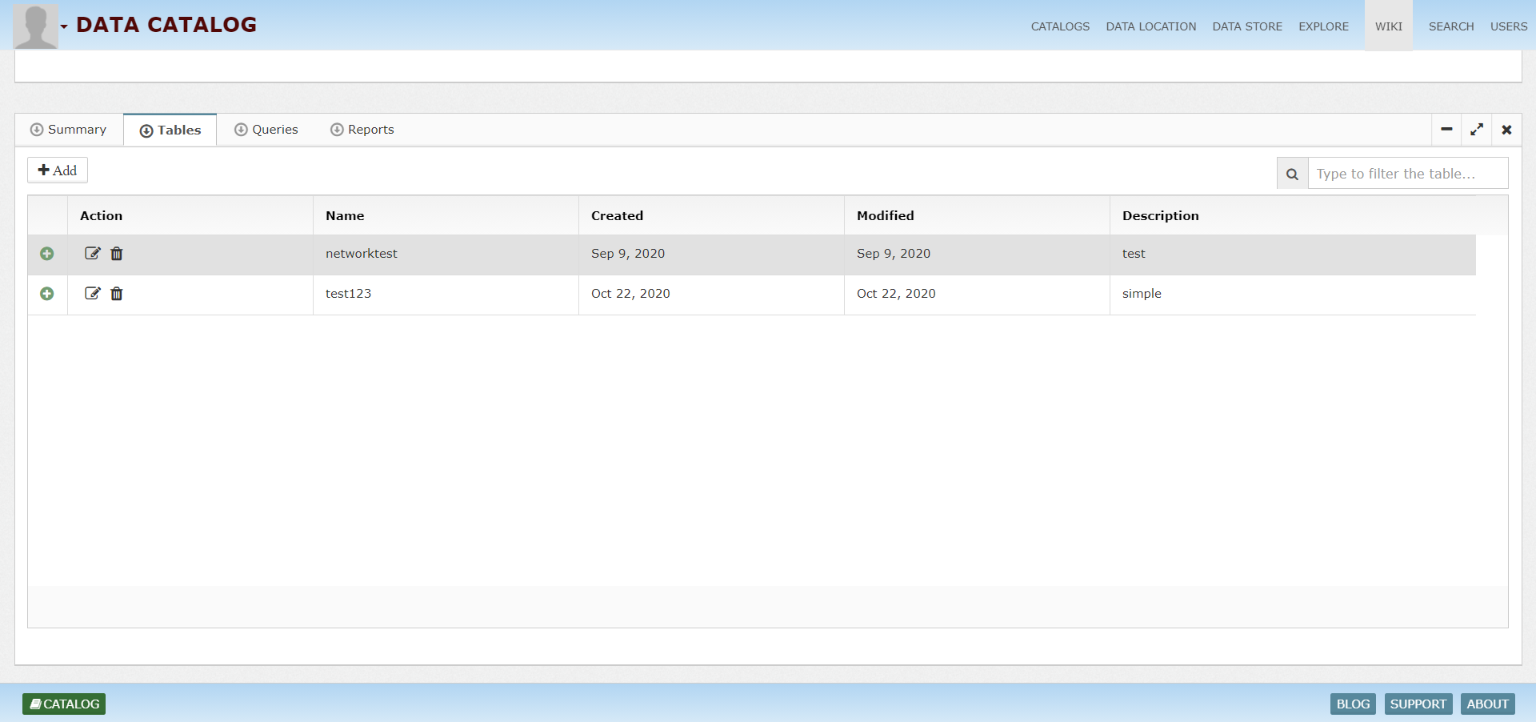 DATA CATALOG
CATALOGS DATA LOCATION DATA STORE EXPLORE WIKI SEARCH USERS
Summary Tables Queries Reports
Add
Type to filter the table...
Action Name Created Modified Description
networktest Sep 9, 2020 Sep 9, 2020 test
test123 Oct 22, 2020 Oct 22, 2020 simple
CATALOG BLOG SUPPORT ABOUT